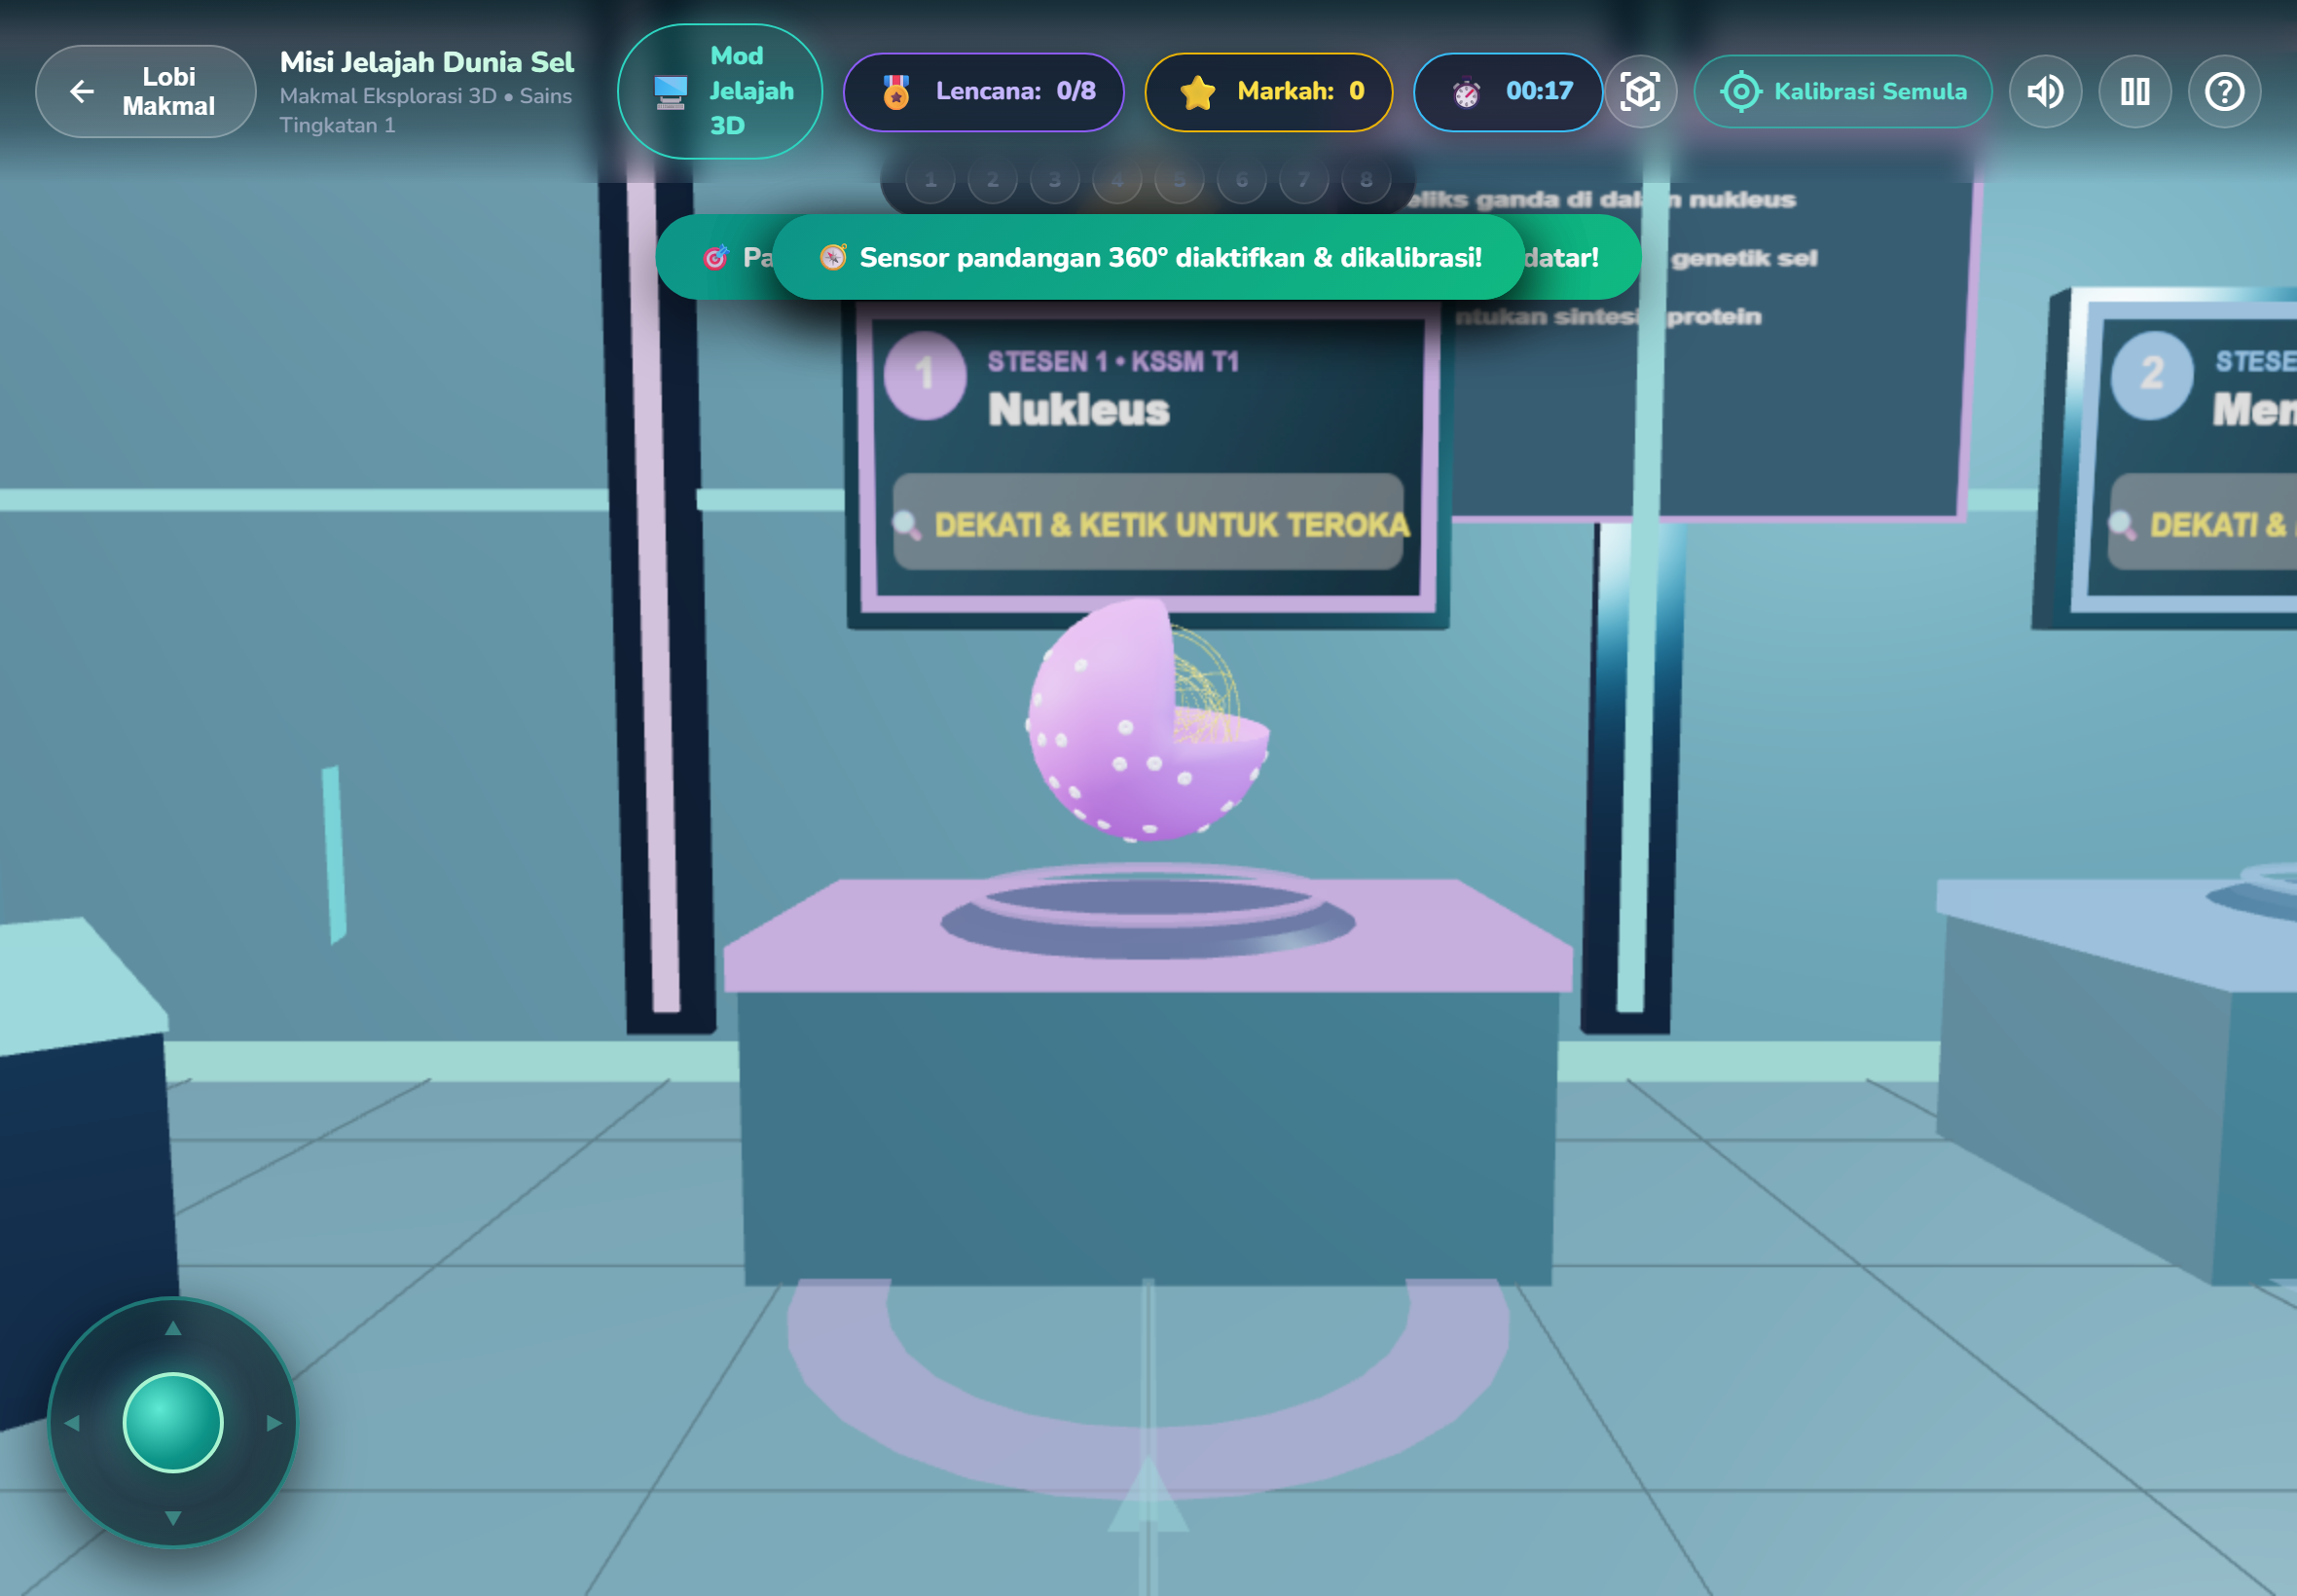 Lobi
Makmal
Misi Jelajah Dunia Sel
Makmal Eksplorasi 3D • Sains
Tingkatan 1
Mod
Jelajah
3D
Lencana: 0/8
Markah: 0
00:17
Kalibrasi Semula
1 2 3 4 5 6 7 8
nukleus
Sensor pandangan 360° diaktifkan & dikalibrasi!
datar!
genetik sel
protein
1
STESEN 1 • KSSM T1
Nukleus
DEKATI & KETIK UNTUK TEROKA
2
DEKATI &